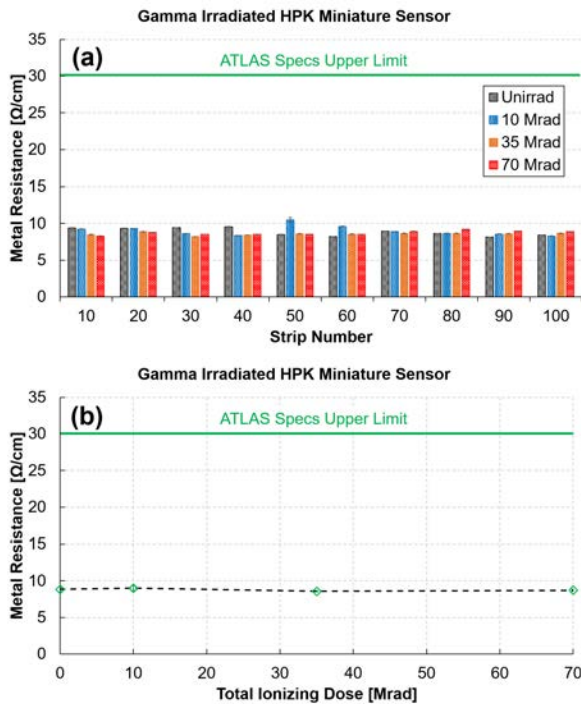 Gamma Irradiated HPK Miniature Sensor
(a)
ATLAS Specs Upper Limit
Metal Resistance [Ω/cm]
35
30
25
20
15
10
5
0
Unirrad
10 Mrad
35 Mrad
70 Mrad
10 20 30 40 50 60 70 80 90 100
Strip Number
Gamma Irradiated HPK Miniature Sensor
(b)
ATLAS Specs Upper Limit
Metal Resistance [Ω/cm]
35
30
25
20
15
10
5
0
0 10 20 30 40 50 60 70
Total Ionizing Dose [Mrad]